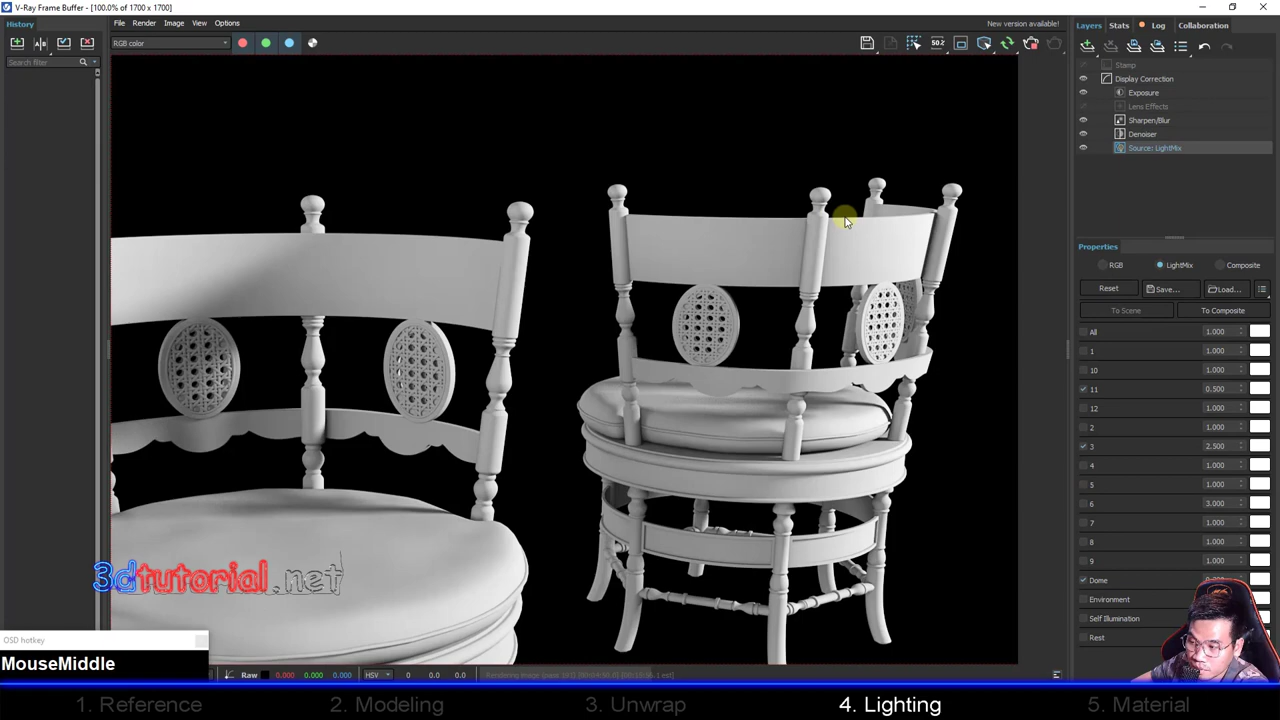 V-Ray Frame Buffer - [100.0% of 1700 x 1700]
History
File Render Image View Options
New version available!
Layers Stats Log Collaboration
RGB color
Search filter
Stamp
Display Correction
Exposure
Lens Effects
Sharpen/Blur
Denoiser
Source: LightMix
Properties
RGB LightMix Composite
Reset Save... Load...
To Scene To Composite
All 1.000
1 1.000
10 1.000
11 0.500
12 1.000
2 1.000
3 2.500
4 1.000
5 1.000
6 3.000
7 1.000
8 1.000
9 1.000
Dome
Environment
Self Illumination
Rest
3dtutorial.net
OSD hotkey
MouseMiddle
Raw 0.000 0.000 0.000 HSV 0 0.0 0.0
1. Reference 2. Modeling 3. Unwrap 4. Lighting 5. Material